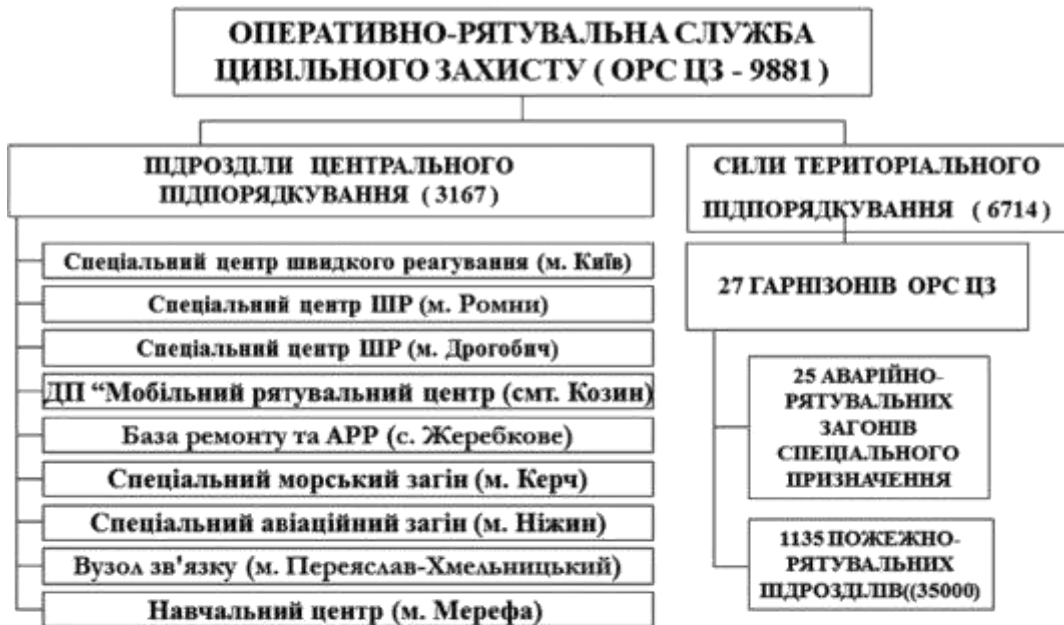 ОПЕРАТИВНО-РЯТУВАЛЬНА СЛУЖБА
ЦИВІЛЬНОГО ЗАХИСТУ ( ОРС ЦЗ - 9881 )
ПІДРОЗДІЛИ ЦЕНТРАЛЬНОГО
ПІДПОРЯДКУВАННЯ ( 3167 )
Спеціальний центр швидкого реагування (м. Київ)
Спеціальний центр ШР (м. Ромни)
Спеціальний центр ШР (м. Дрогобич)
ДП “Мобільний рятувальний центр (смт. Козин)
База ремонту та АРР (с. Жеребкове)
Спеціальний морський загін (м. Керч)
Спеціальний авіаційний загін (м. Ніжин)
Вузол зв'язку (м. Переяслав-Хмельницький)
Навчальний центр (м. Мерефа)
СИЛИ ТЕРИТОРІАЛЬНОГО
ПІДПОРЯДКУВАННЯ ( 6714 )
27 ГАРНІЗОНІВ ОРС ЦЗ
25 АВАРІЙНО-
РЯТУВАЛЬНИХ
ЗАГОНІВ
СПЕЦІАЛЬНОГО
ПРИЗНАЧЕННЯ
1135 ПОЖЕЖНО-
РЯТУВАЛЬНИХ
ПІДРОЗДІЛІВ((35000)